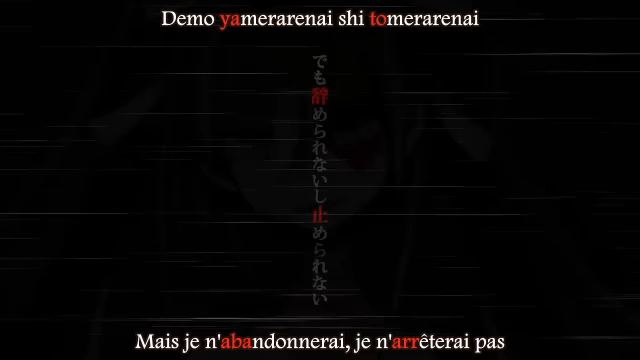 Demo yamerarenai shi tomerarenai
でも辞められないし止められない
Mais je n'abandonnerai, je n'arrêterai pas